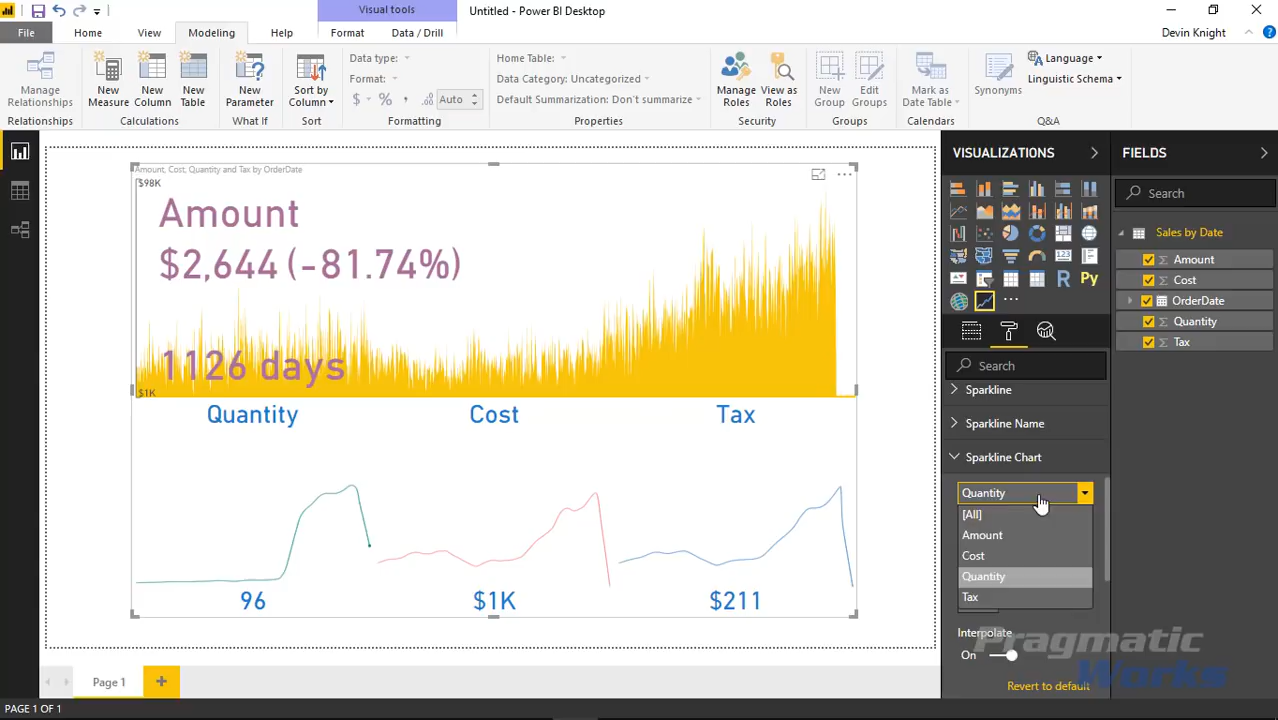 Visual tools
Untitled - Power BI Desktop
File
Home
View
Modeling
Help
Format
Data / Drill
Devin Knight
Manage
Relationships
New
Measure
New
Column
New
Table
New
Parameter
Sort by
Column
Data type:
Format:
$ % , Auto
Home Table:
Data Category: Uncategorized
Default Summarization: Don't summarize
Manage
Roles
View as
Roles
New
Group
Edit
Groups
Mark as
Date Table
Synonyms
Language
Linguistic Schema
Relationships
Calculations
What If
Sort
Formatting
Properties
Security
Groups
Calendars
Q&A
Amount, Cost, Quantity and Tax by OrderDate
$98K
Amount
$2,644 (-81.74%)
1126 days
$1K
Quantity
Cost
Tax
96
$1K
$211
VISUALIZATIONS
R
Py
Search
Sparkline
Sparkline Name
Sparkline Chart
Quantity
[All]
Amount
Cost
Quantity
Tax
Interpolate
On
Revert to default
Pragmatic
Works
FIELDS
Search
Sales by Date
Amount
Cost
OrderDate
Quantity
Tax
Page 1
PAGE 1 OF 1